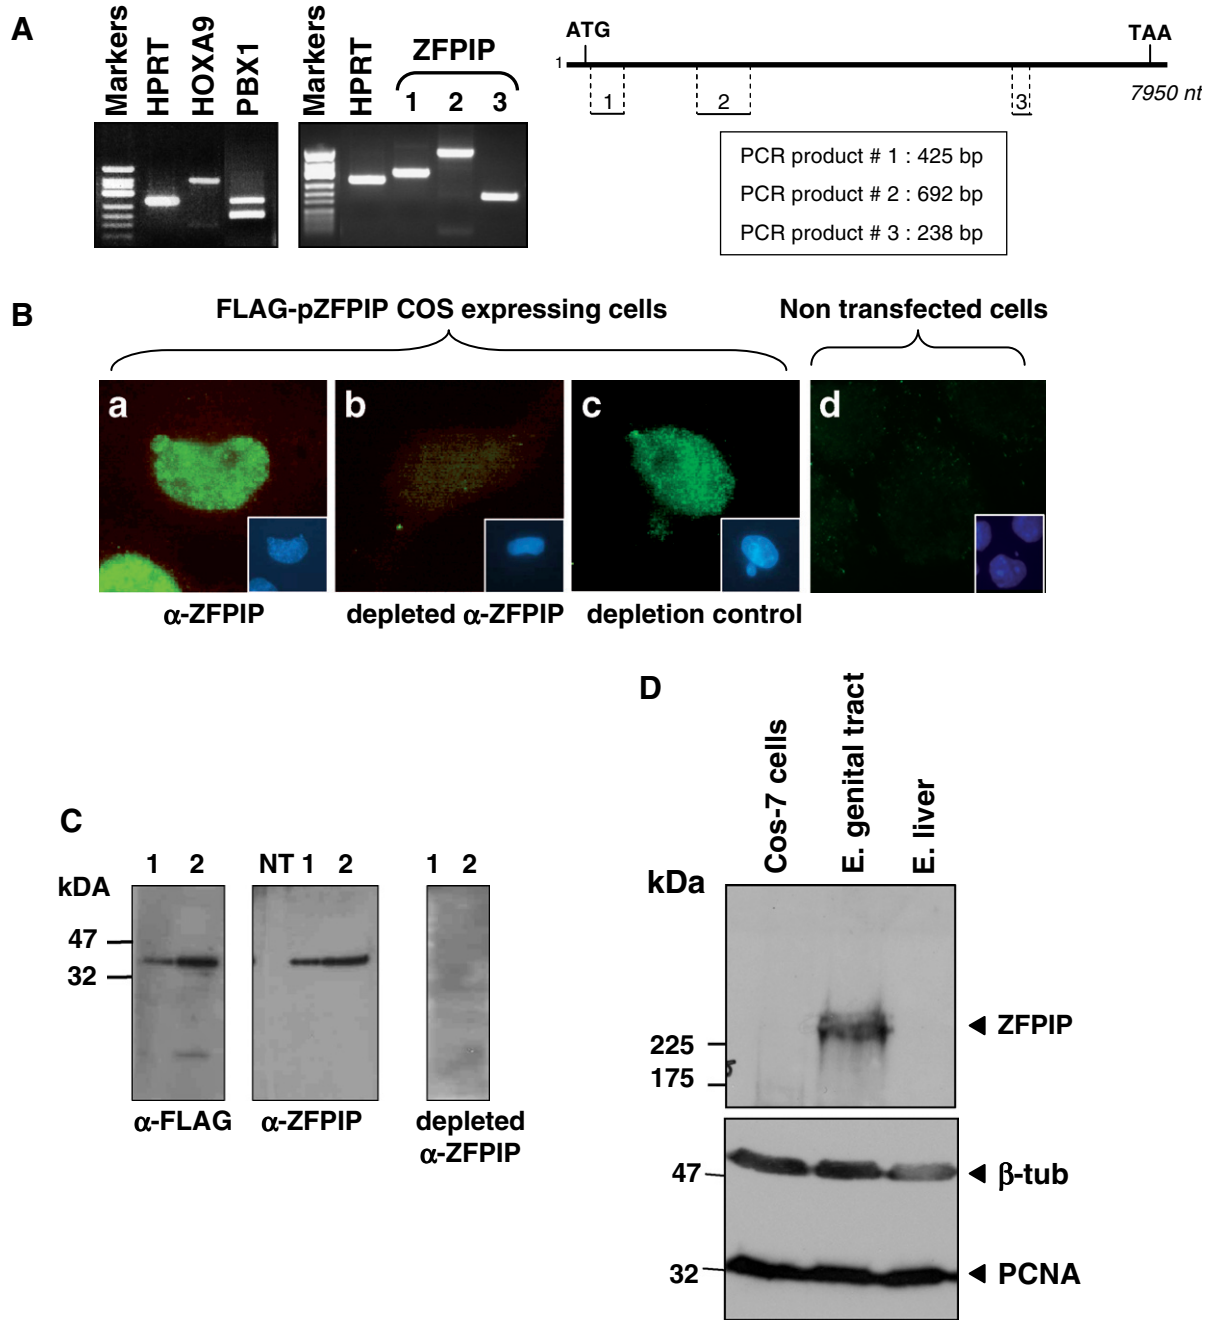 A
Markers
HPRT
HOXA9
PBX1
Markers
HPRT
ZFPIP
1 2 3
ATG
TAA
1
1
2
3
7950 nt
PCR product # 1 : 425 bp
PCR product # 2 : 692 bp
PCR product # 3 : 238 bp
B
FLAG-pZFPIP COS expressing cells
Non transfected cells
a
b
c
d
α-ZFPIP
depleted α-ZFPIP
depletion control
C
kDA
1 2
NT 1 2
1 2
47
32
α-FLAG
α-ZFPIP
depleted
α-ZFPIP
D
Cos-7 cells
E. genital tract
E. liver
kDa
ZFPIP
225
175
47
β-tub
32
PCNA